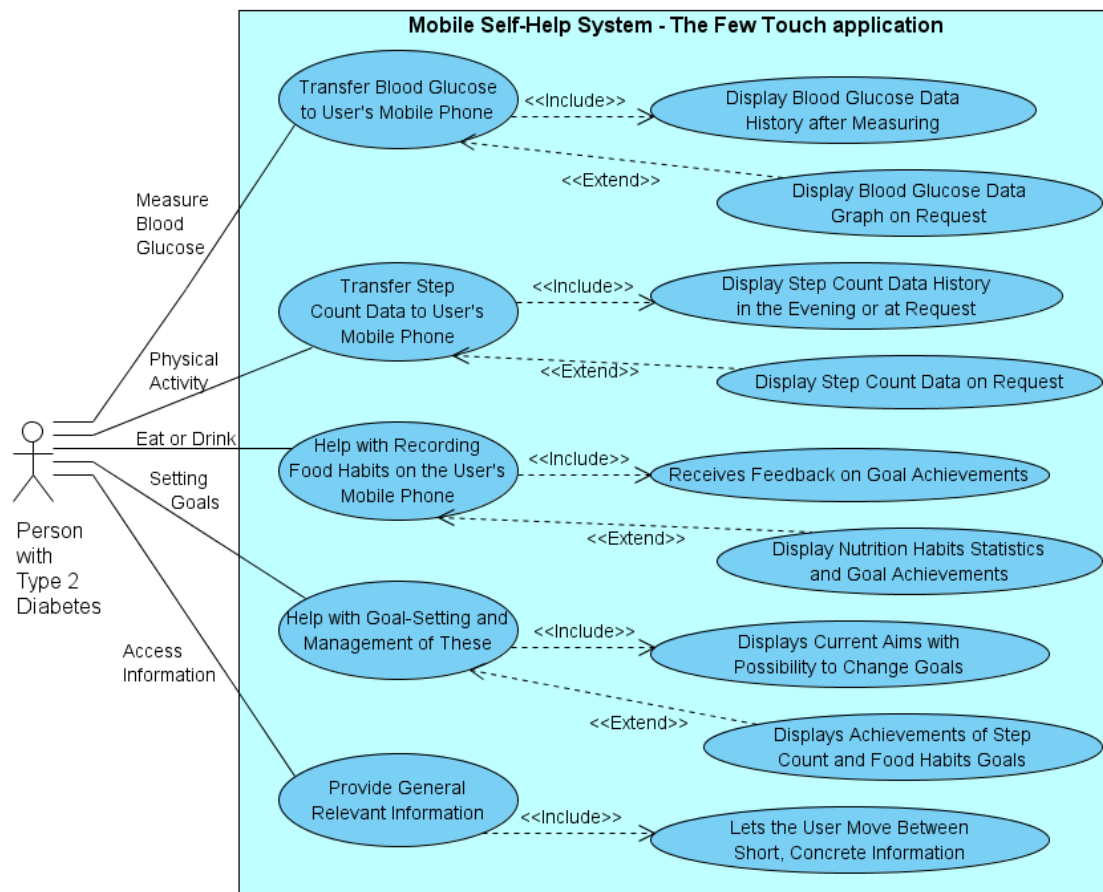 Mobile Self-Help System - The Few Touch application
Transfer Blood Glucose
to User's Mobile Phone
<<Include>>
Display Blood Glucose Data
History after Measuring
<<Extend>>
Display Blood Glucose Data
Graph on Request
Measure
Blood
Glucose
Transfer Step
Count Data to User's
Mobile Phone
<<Include>>
Display Step Count Data History
in the Evening or at Request
<<Extend>>
Display Step Count Data on Request
Physical
Activity
Eat or Drink
Help with Recording
Food Habits on the User's
Mobile Phone
<<Include>>
Receives Feedback on Goal Achievements
<<Extend>>
Display Nutrition Habits Statistics
and Goal Achievements
Setting
Goals
Person
with
Type 2
Diabetes
Help with Goal-Setting and
Management of These
<<Include>>
Displays Current Aims with
Possibility to Change Goals
<<Extend>>
Displays Achievements of Step
Count and Food Habits Goals
Access
Information
Provide General
Relevant Information
<<Include>>
Lets the User Move Between
Short, Concrete Information